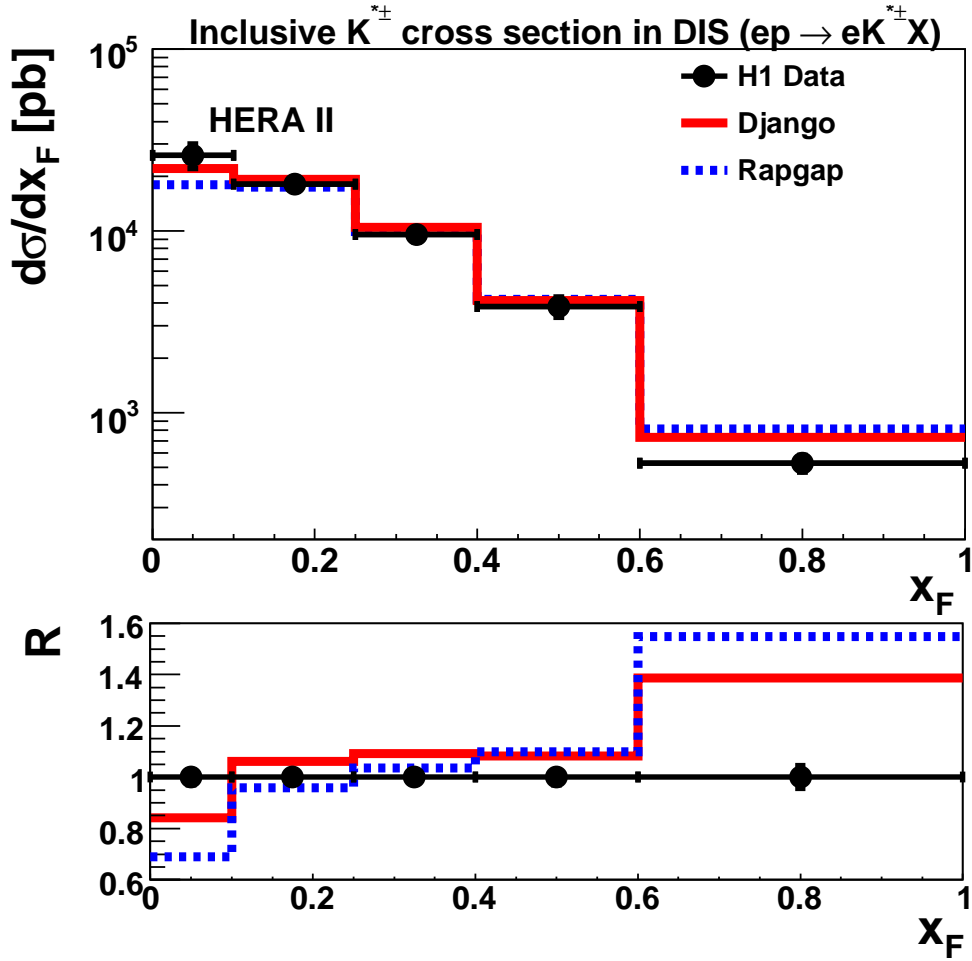 Inclusive K*± cross section in DIS (ep → eK*±X)
dσ/dx_F [pb]
10^5
10^4
10^3
HERA II
H1 Data
Django
Rapgap
0 0.2 0.4 0.6 0.8 1
x_F
R
1.6
1.4
1.2
1
0.8
0.6
0 0.2 0.4 0.6 0.8 1
x_F